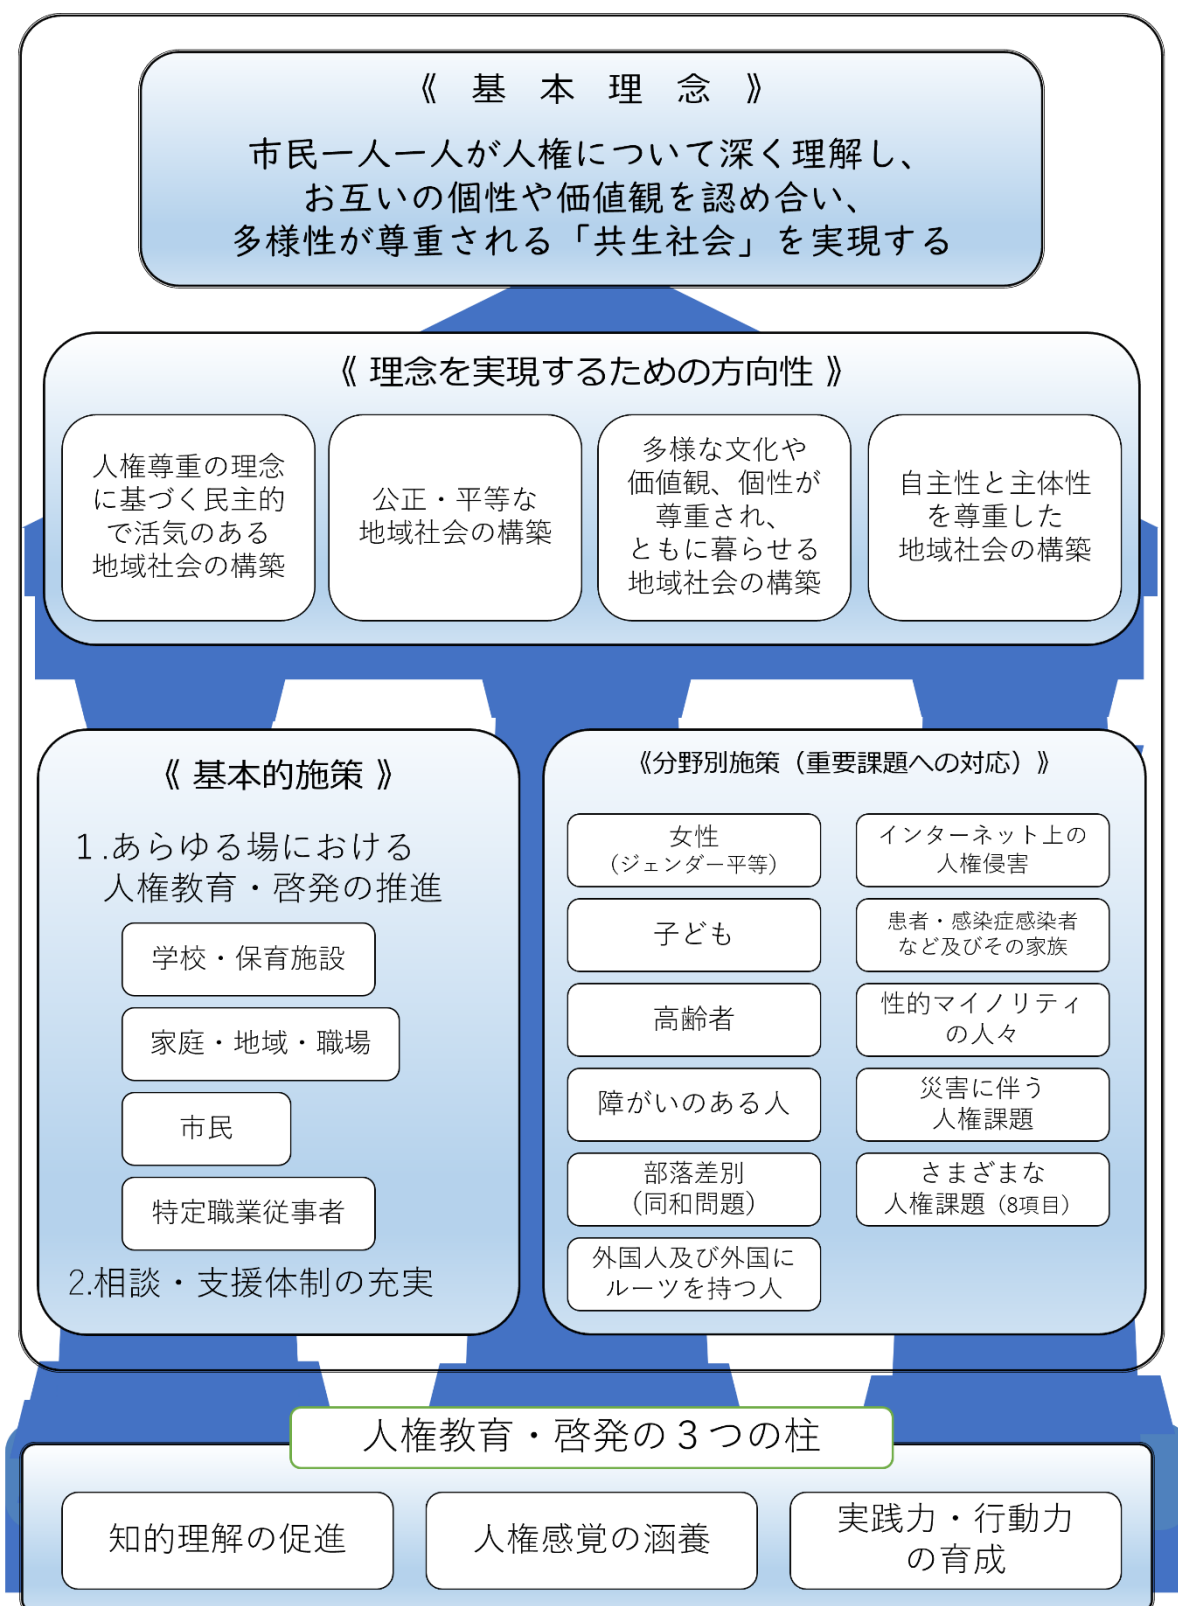 《 基 本 理 念 》
市民一人一人が人権について深く理解し、
お互いの個性や価値観を認め合い、
多様性が尊重される「共生社会」を実現する
《 理念を実現するための方向性 》
人権尊重の理念
に基づく民主的
で活気のある
地域社会の構築
公正・平等な
地域社会の構築
多様な文化や
価値観、個性が
尊重され、
ともに暮らせる
地域社会の構築
自主性と主体性
を尊重した
地域社会の構築
《 基本的施策 》
１.あらゆる場における
人権教育・啓発の推進
学校・保育施設
家庭・地域・職場
市民
特定職業従事者
2.相談・支援体制の充実
《分野別施策（重要課題への対応）》
女性
（ジェンダー平等）
子ども
高齢者
障がいのある人
部落差別
（同和問題）
外国人及び外国に
ルーツを持つ人
インターネット上の
人権侵害
患者・感染症感染者
など及びその家族
性的マイノリティ
の人々
災害に伴う
人権課題
さまざまな
人権課題（8項目）
人権教育・啓発の３つの柱
知的理解の促進
人権感覚の涵養
実践力・行動力
の育成